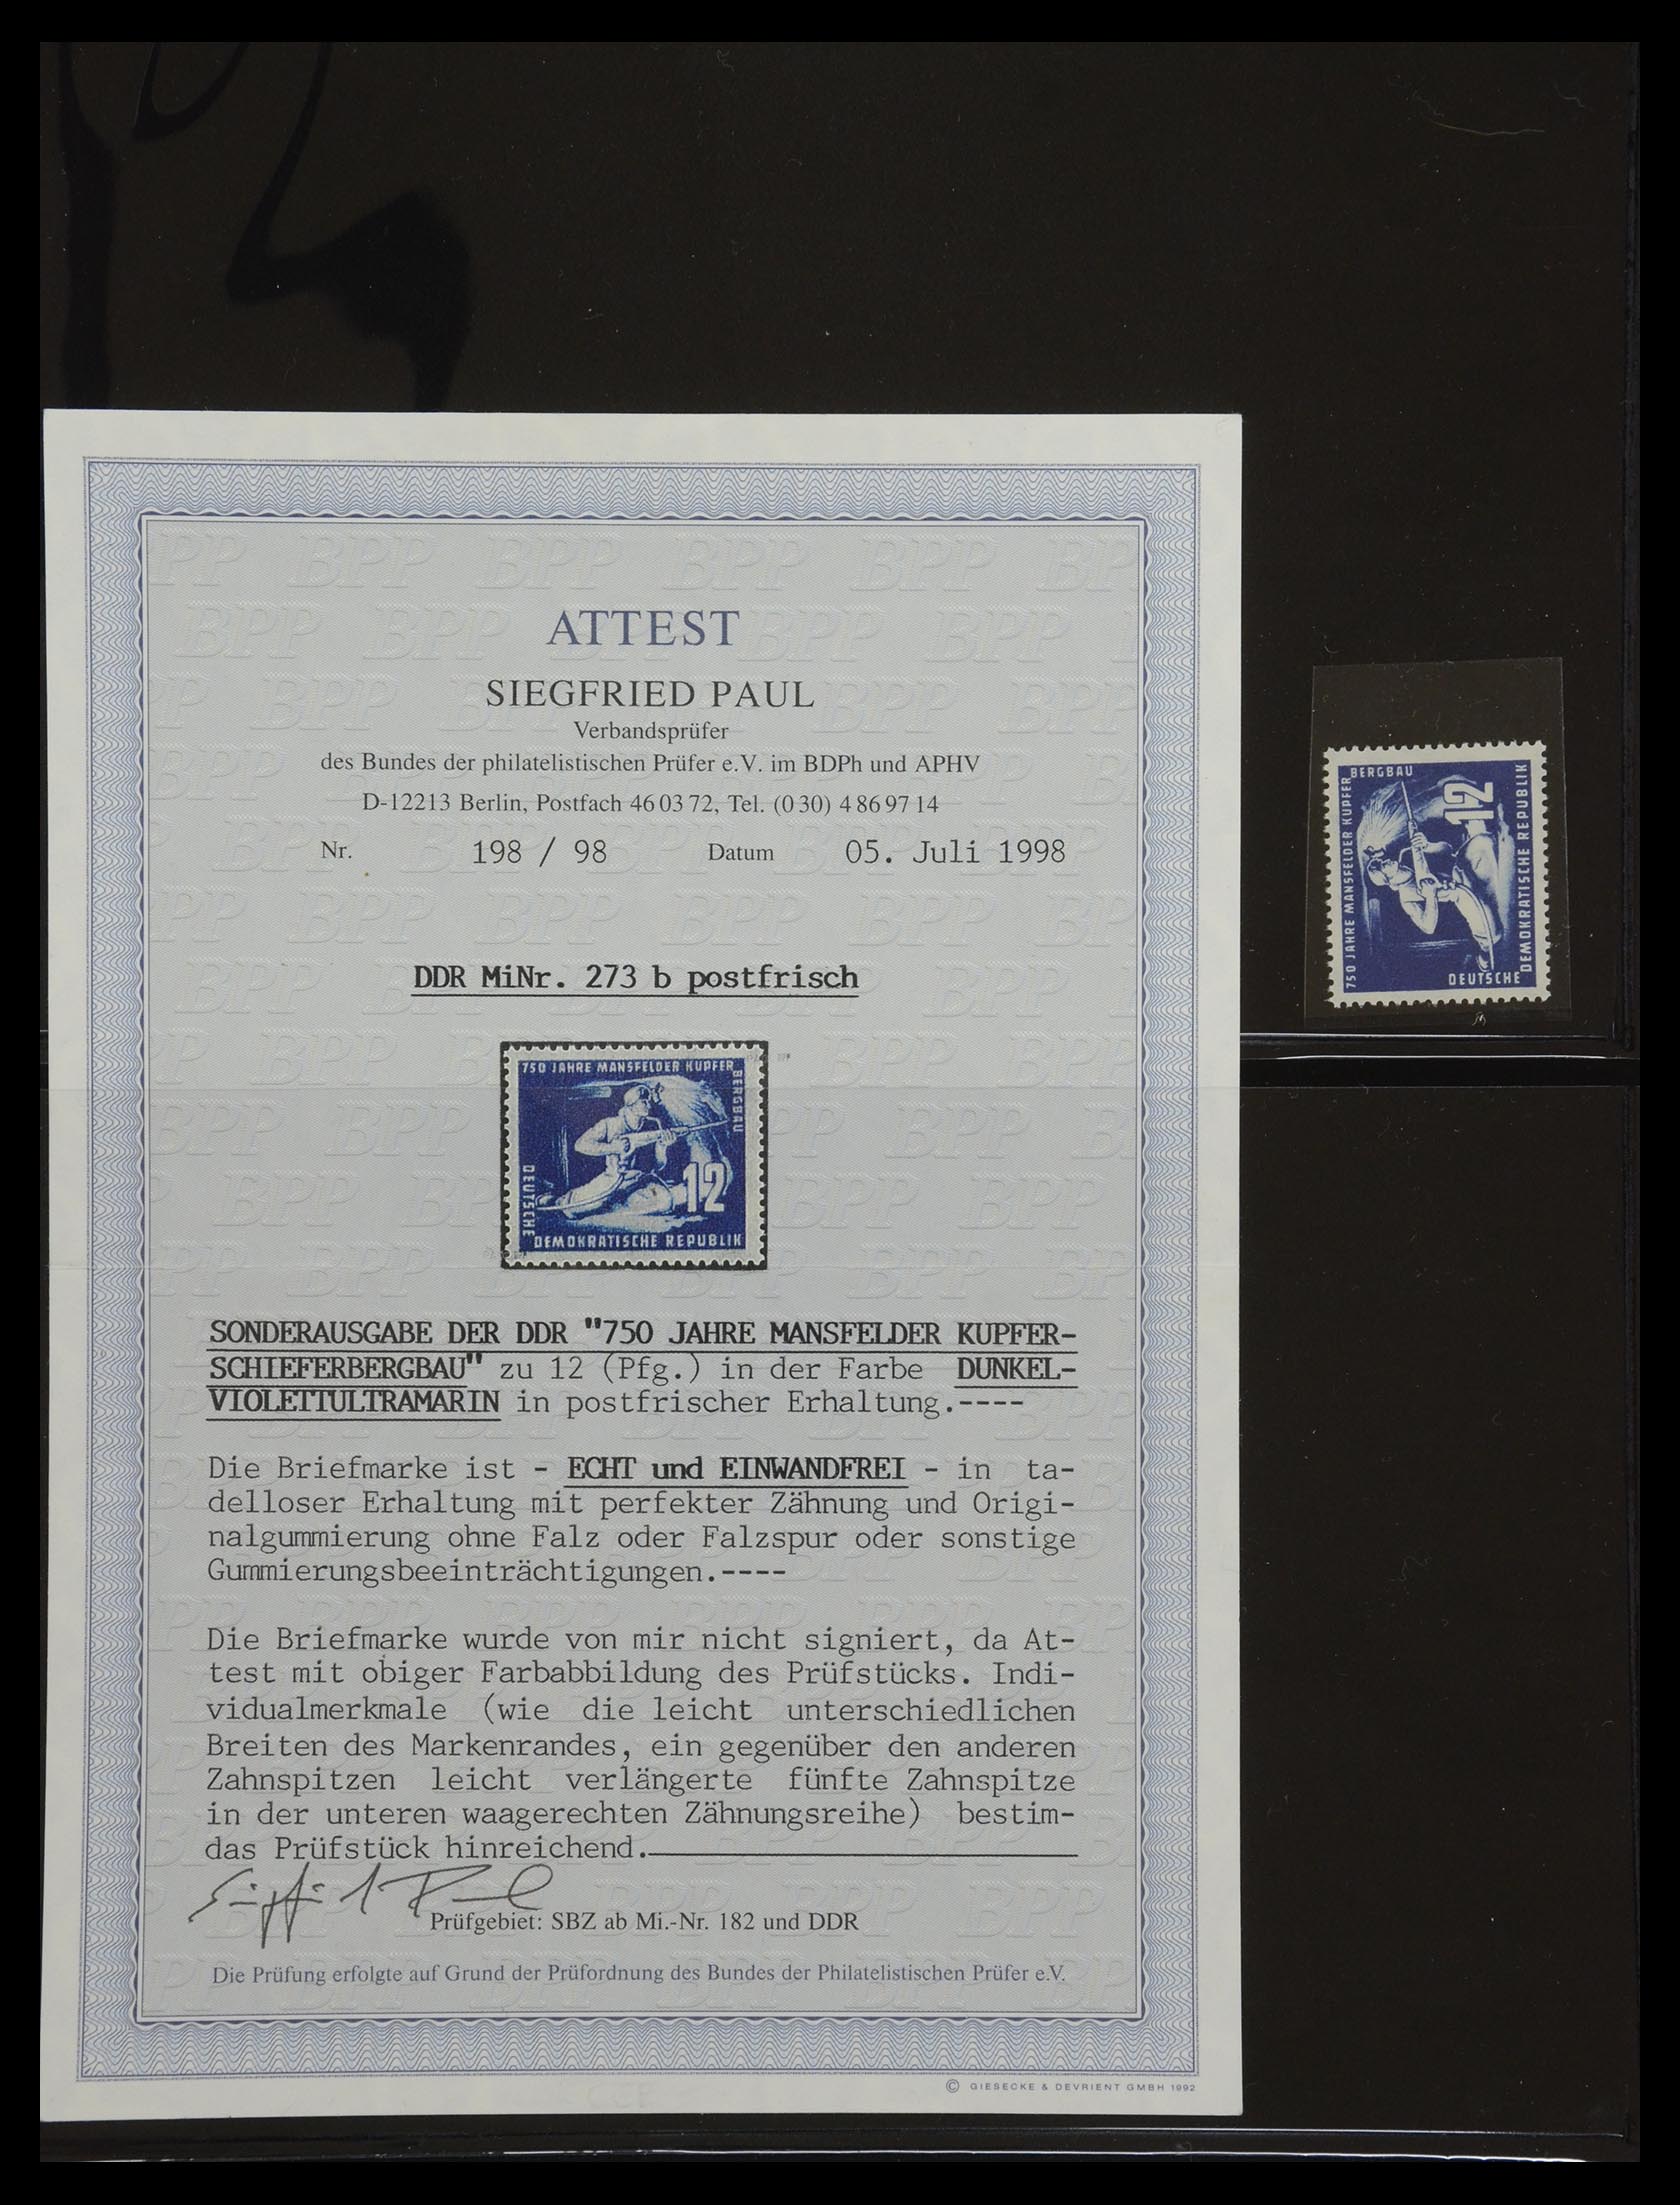 ATTEST
SIEGFRIED PAUL
Verbandsprüfer
des Bundes der philatelistischen Prüfer e.V. im BDPh und APHV
D-12213 Berlin, Postfach 46 03 72, Tel. (0 30) 4 86 97 14
Nr. 198 / 98 Datum 05. Juli 1998
DDR MiNr. 273 b postfrisch
750 JAHRE MANSFELDER KUPFER
BERGBAU
12
DEUTSCHE
DEMOKRATISCHE REPUBLIK
SONDERAUSGABE DER DDR "750 JAHRE MANSFELDER KUPFER-
SCHIEFERBERGBAU" zu 12 (Pfg.) in der Farbe DUNKEL-
VIOLETTULTRAMARIN in postfrischer Erhaltung.----
Die Briefmarke ist - ECHT und EINWANDFREI - in ta-
delloser Erhaltung mit perfekter Zähnung und Origi-
nalgummierung ohne Falz oder Falzspur oder sonstige
Gummierungsbeeinträchtigungen.----
Die Briefmarke wurde von mir nicht signiert, da At-
test mit obiger Farbabbildung des Prüfstücks. Indi-
vidualmerkmale (wie die leicht unterschiedlichen
Breiten des Markenrandes, ein gegenüber den anderen
Zahnspitzen leicht verlängerte fünfte Zahnspitze
in der unteren waagerechten Zähnungsreihe) bestim-
das Prüfstück hinreichend.
Siegfried Paul
Prüfgebiet: SBZ ab Mi.-Nr. 182 und DDR
Die Prüfung erfolgte auf Grund der Prüfordnung des Bundes der Philatelistischen Prüfer e.V.
© GIESECKE & DEVRIENT GMBH 1992
750 JAHRE MANSFELDER KUPFER
BERGBAU
12
DEUTSCHE
DEMOKRATISCHE REPUBLIK